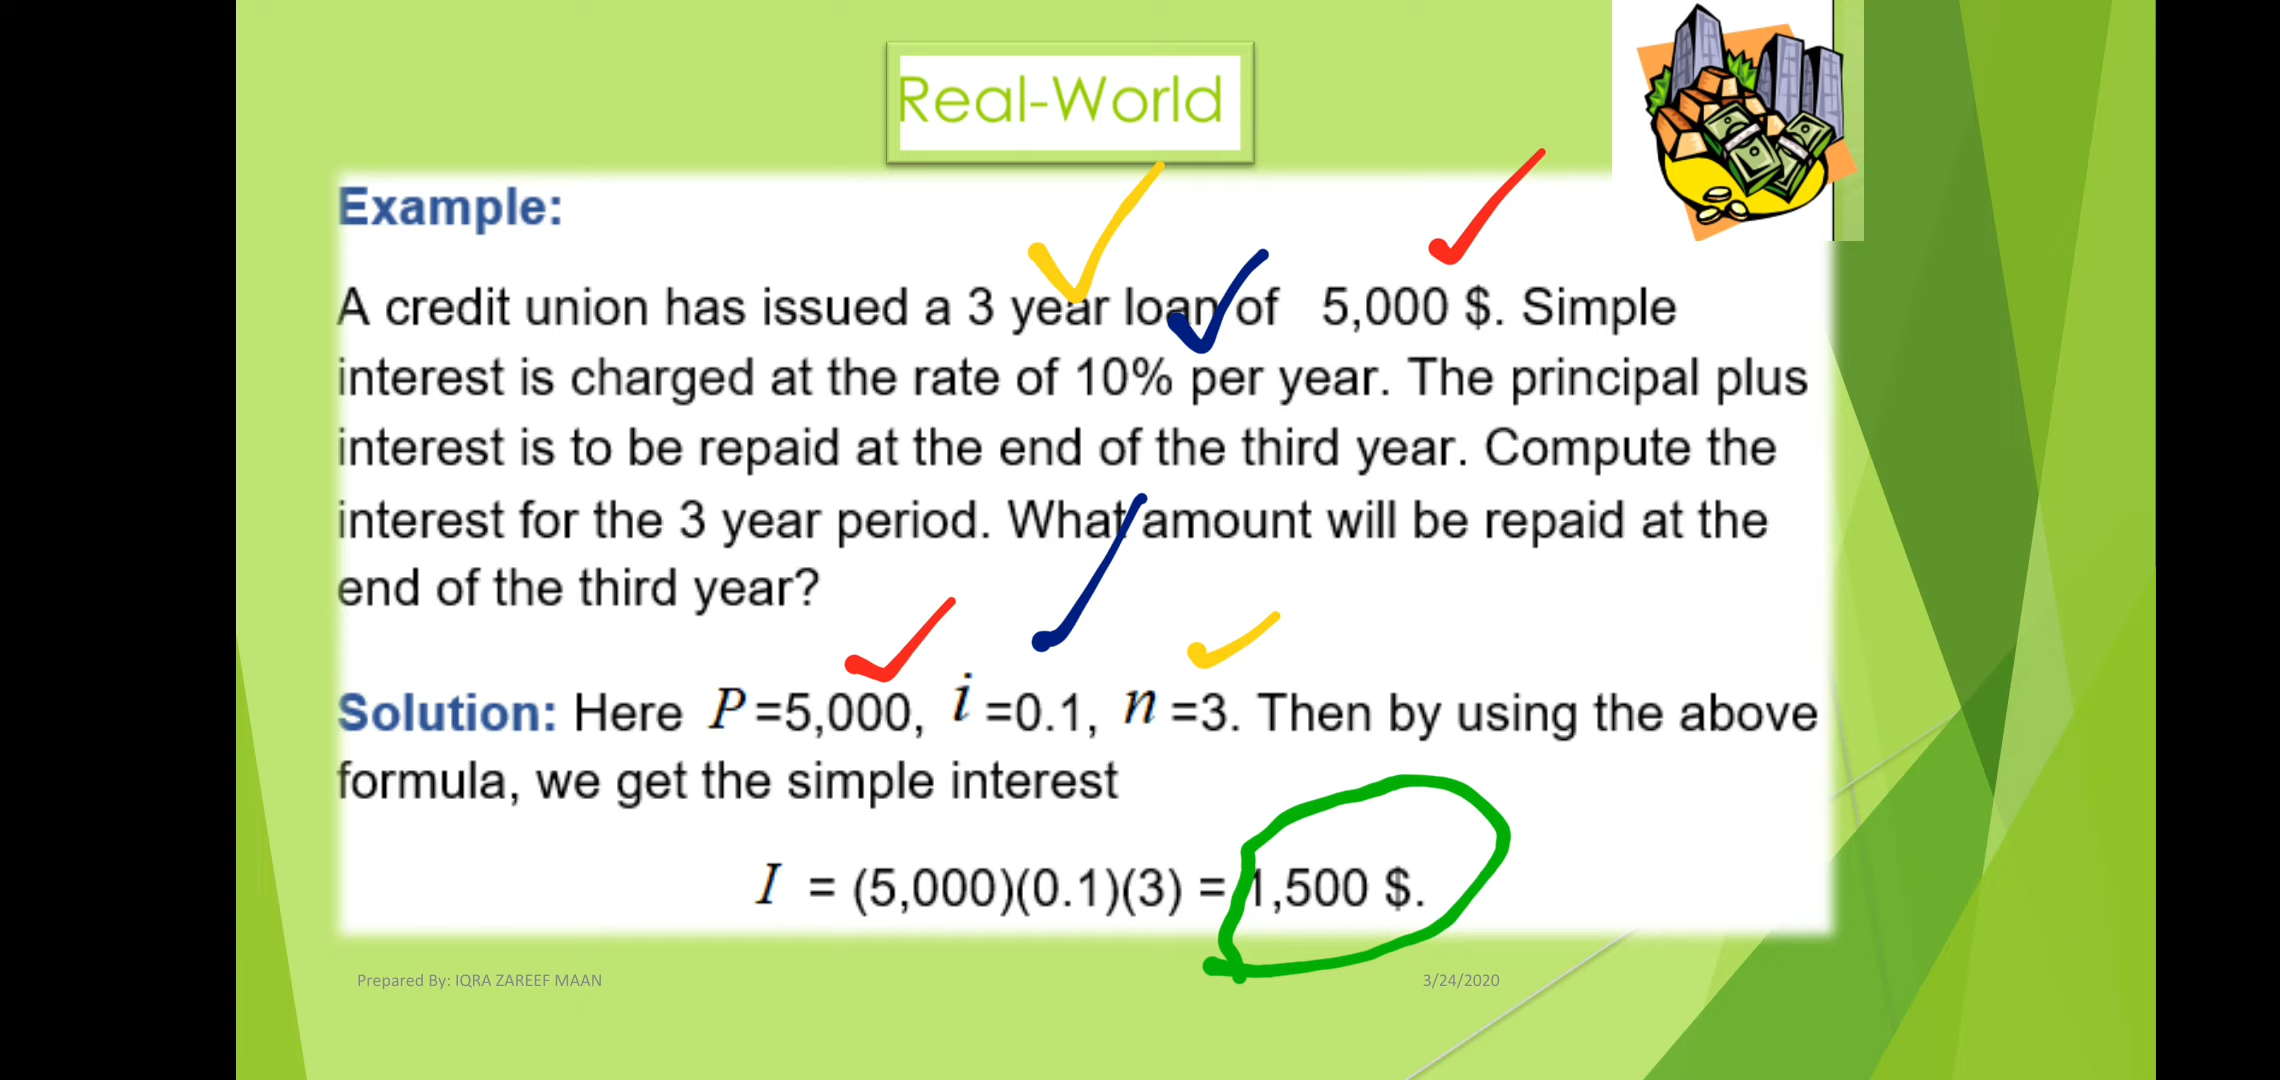 Real-World
Example:
A credit union has issued a 3 year loan of 5,000 $. Simple
interest is charged at the rate of 10% per year. The principal plus
interest is to be repaid at the end of the third year. Compute the
interest for the 3 year period. What amount will be repaid at the
end of the third year?
Solution: Here P =5,000, i =0.1, n =3. Then by using the above
formula, we get the simple interest
I = (5,000)(0.1)(3) = 1,500 $.
Prepared By: IQRA ZAREEF MAAN 3/24/2020